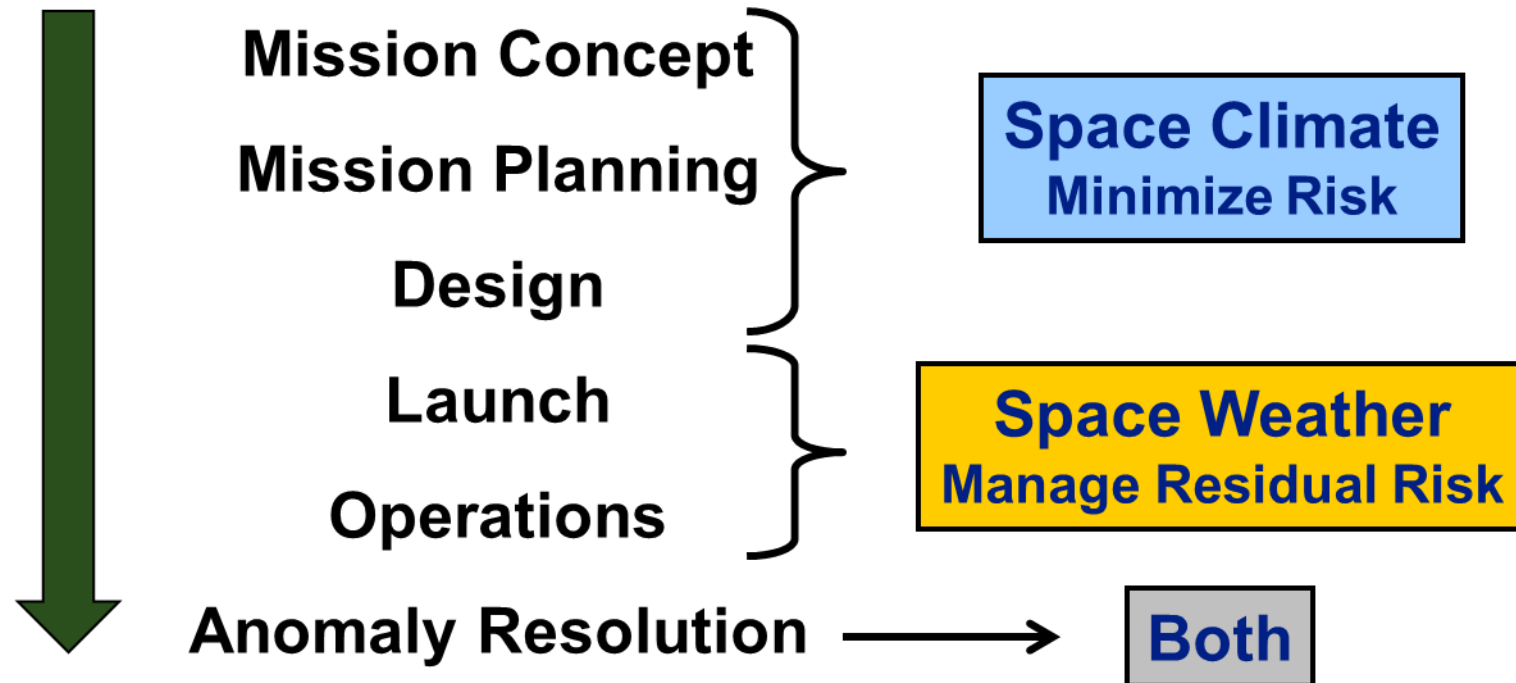 Mission Concept
Mission Planning
Design
Space Climate
Minimize Risk
Launch
Operations
Space Weather
Manage Residual Risk
Anomaly Resolution
Both